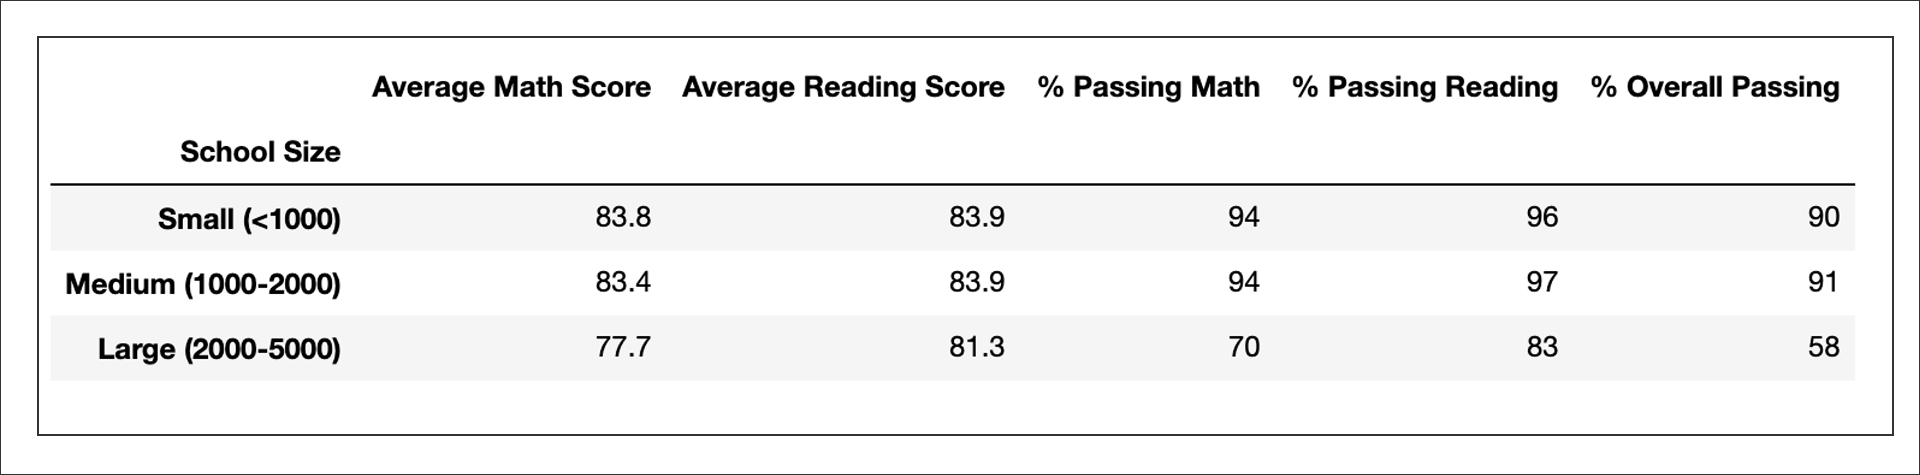 Average Math Score Average Reading Score % Passing Math % Passing Reading % Overall Passing
School Size
Small (<1000) 83.8 83.9 94 96 90
Medium (1000-2000) 83.4 83.9 94 97 91
Large (2000-5000) 77.7 81.3 70 83 58